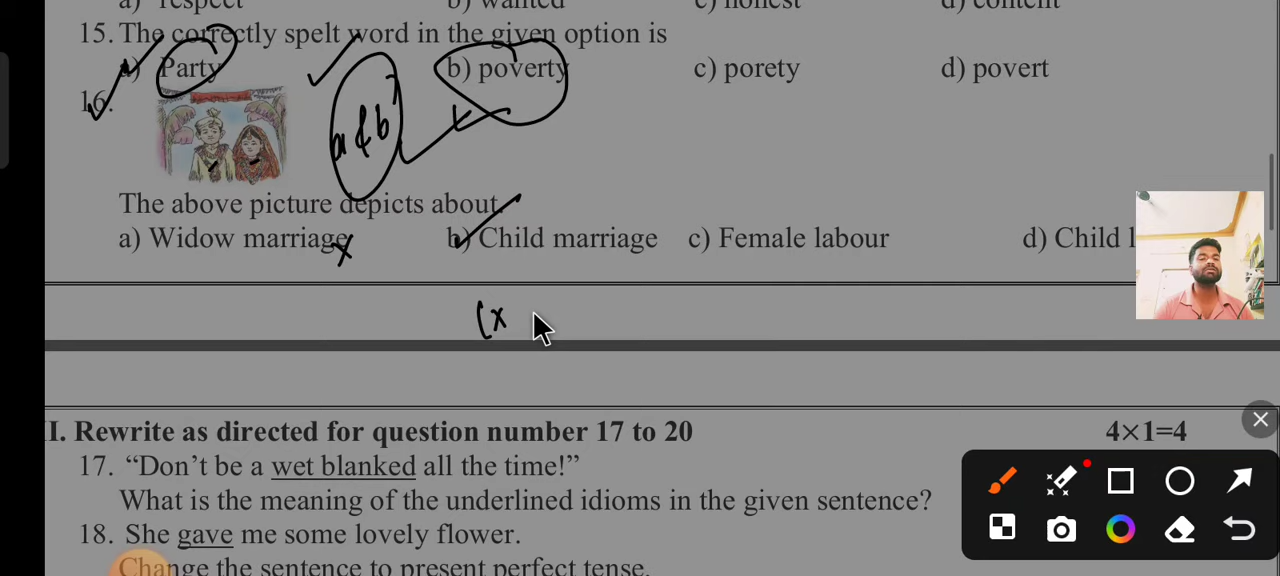 a) respect b) wanted c) honest d) content
15. The correctly spelt word in the given option is
a) Party b) poverty c) porety d) povert
16.
a & b
The above picture depicts about.
a) Widow marriage b) Child marriage c) Female labour d) Child
(x
II. Rewrite as directed for question number 17 to 20 4×1=4
17. “Don’t be a wet blanked all the time!”
What is the meaning of the underlined idioms in the given sentence?
18. She gave me some lovely flower.
Change the sentence to present perfect tense.